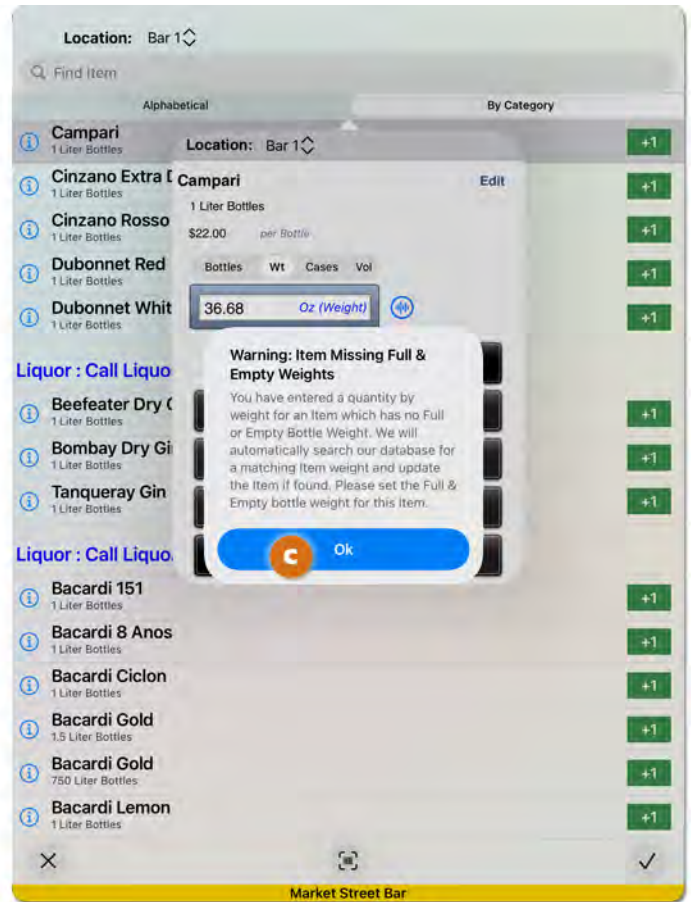 Location: Bar 1
Find Item
Alphabetical By Category
Campari
1 Liter Bottles
+1
Location: Bar 1
Cinzano Extra D
1 Liter Bottles
+1
Campari Edit
1 Liter Bottles
$22.00 per Bottle
Cinzano Rosso
1 Liter Bottles
+1
Dubonnet Red
1 Liter Bottles
+1
Bottles Wt Cases Vol
Dubonnet Whit
1 Liter Bottles
+1
36.68 Oz (Weight)
Warning: Item Missing Full &
Empty Weights
You have entered a quantity by
weight for an Item which has no Full
or Empty Bottle Weight. We will
automatically search our database for
a matching Item weight and update
the Item if found. Please set the Full &
Empty bottle weight for this Item.
C Ok
Liquor : Call Liquo
Beefeater Dry G
1 Liter Bottles
+1
Bombay Dry Gi
1 Liter Bottles
+1
Tanqueray Gin
1 Liter Bottles
+1
Liquor : Call Liquo
Bacardi 151
1 Liter Bottles
+1
Bacardi 8 Anos
1 Liter Bottles
+1
Bacardi Ciclon
1 Liter Bottles
+1
Bacardi Gold
1.5 Liter Bottles
+1
Bacardi Gold
750 Liter Bottles
+1
Bacardi Lemon
1 Liter Bottles
+1
Market Street Bar